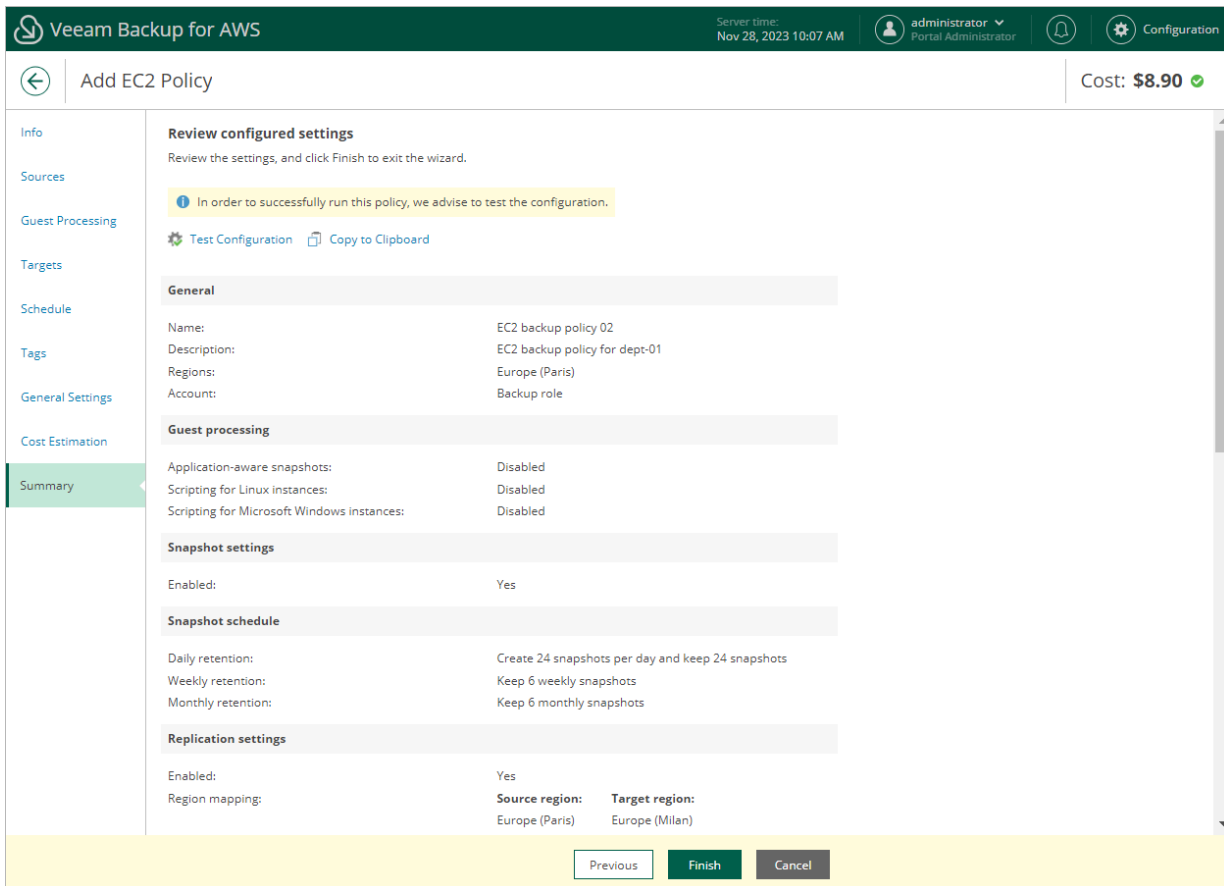 Veeam Backup for AWS
Server time:
Nov 28, 2023 10:07 AM
administrator
Portal Administrator
Configuration
Add EC2 Policy
Cost: $8.90
Info
Sources
Guest Processing
Targets
Schedule
Tags
General Settings
Cost Estimation
Summary
Review configured settings
Review the settings, and click Finish to exit the wizard.
In order to successfully run this policy, we advise to test the configuration.
Test Configuration Copy to Clipboard
General
Name: EC2 backup policy 02
Description: EC2 backup policy for dept-01
Regions: Europe (Paris)
Account: Backup role
Guest processing
Application-aware snapshots: Disabled
Scripting for Linux instances: Disabled
Scripting for Microsoft Windows instances: Disabled
Snapshot settings
Enabled: Yes
Snapshot schedule
Daily retention: Create 24 snapshots per day and keep 24 snapshots
Weekly retention: Keep 6 weekly snapshots
Monthly retention: Keep 6 monthly snapshots
Replication settings
Enabled: Yes
Region mapping: Source region: Target region:
Europe (Paris) Europe (Milan)
Previous Finish Cancel